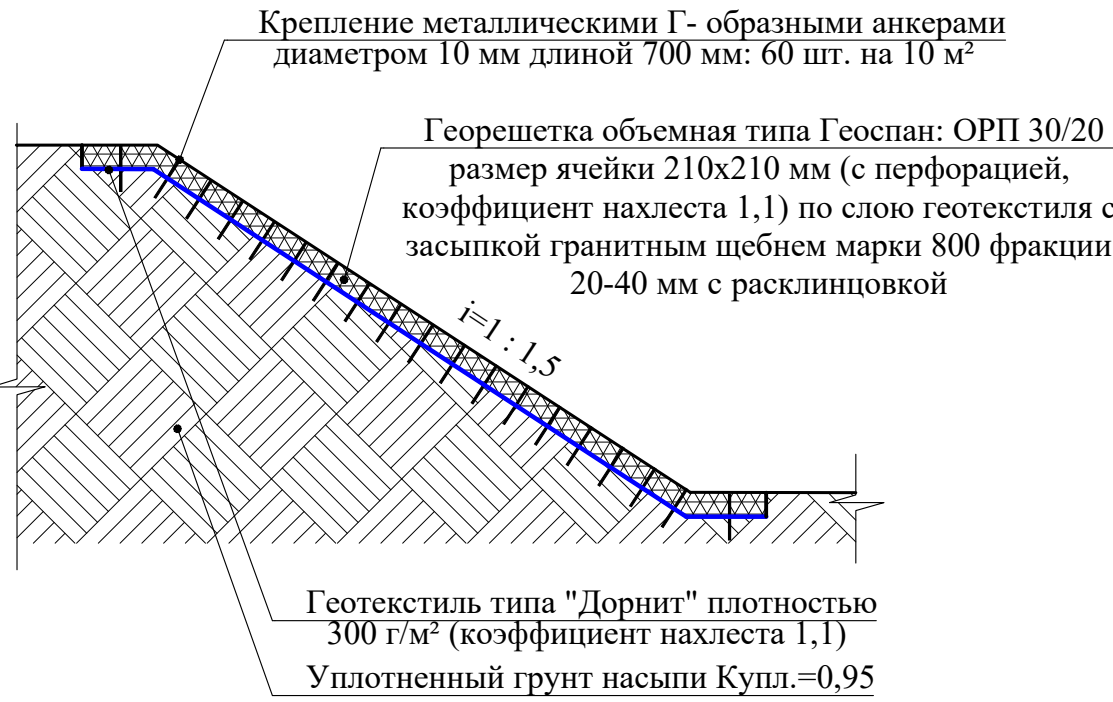 Крепление металлическими Г- образными анкерами
диаметром 10 мм длиной 700 мм: 60 шт. на 10 м²
Георешетка объемная типа Геоспан: ОРП 30/20
размер ячейки 210х210 мм (с перфорацией,
коэффициент нахлеста 1,1) по слою геотекстиля с
засыпкой гранитным щебнем марки 800 фракции
20-40 мм с расклинцовкой
i=1 : 1,5
Геотекстиль типа "Дорнит" плотностью
300 г/м² (коэффициент нахлеста 1,1)
Уплотненный грунт насыпи Купл.=0,95